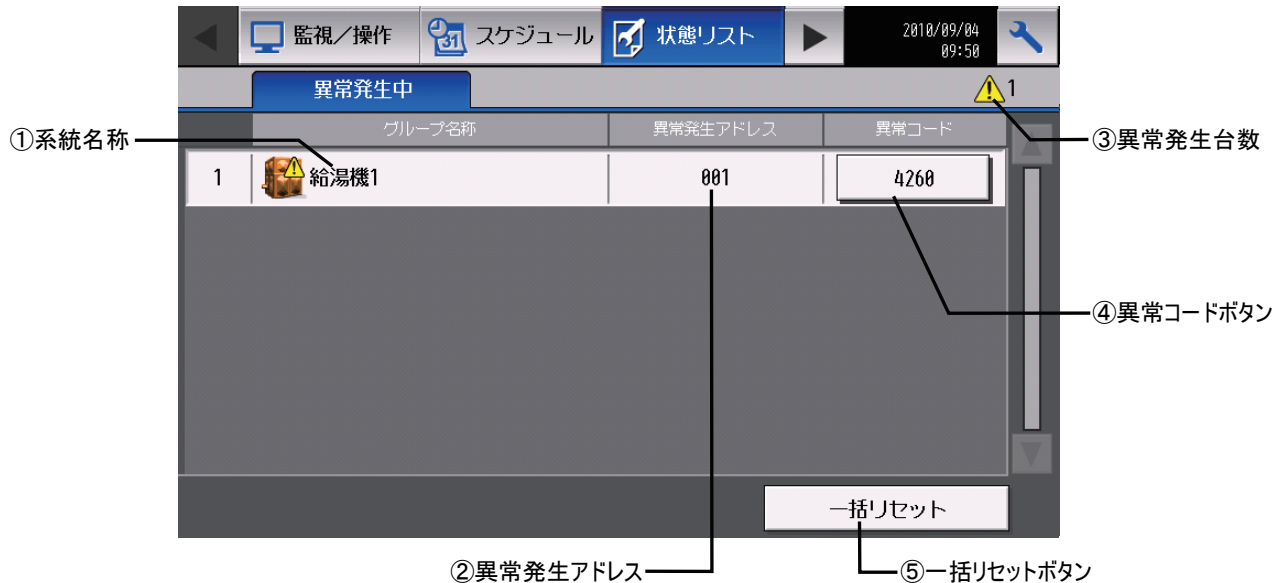 監視／操作
31 スケジュール
状態リスト
2010/09/04
09:50
異常発生中
1
グループ名称
異常発生アドレス
異常コード
①系統名称
③異常発生台数
1
給湯機1
001
4260
④異常コードボタン
一括リセット
②異常発生アドレス
⑤一括リセットボタン